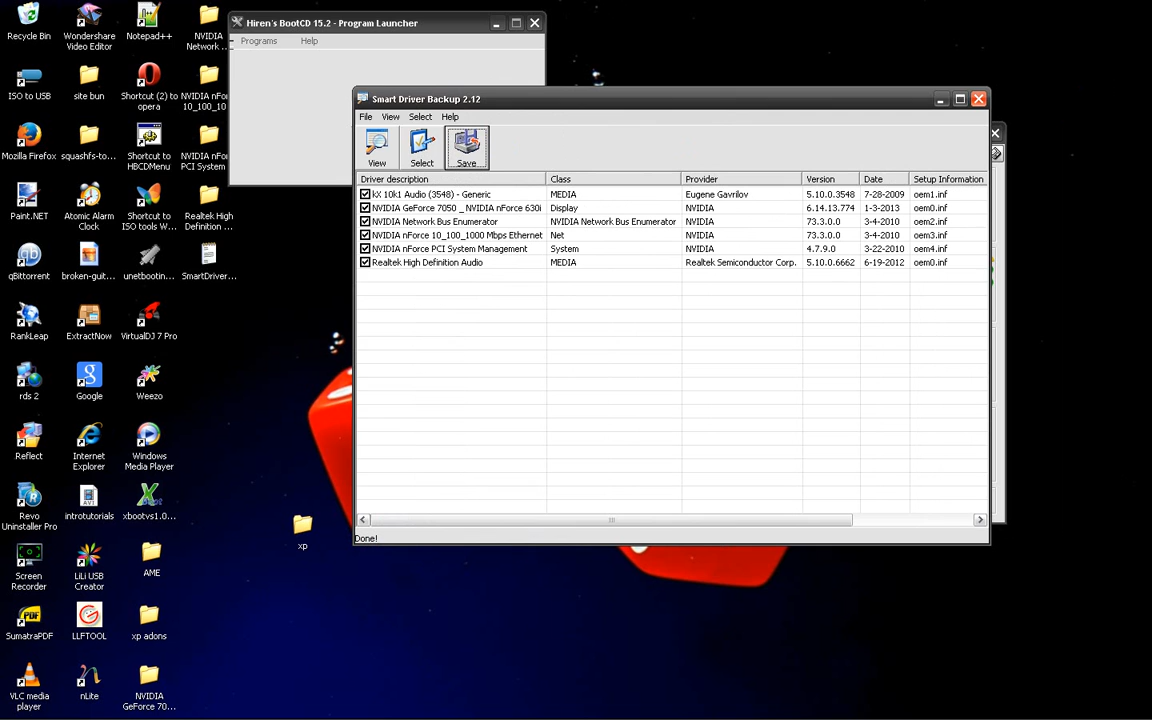 Recycle Bin
Wondershare
Video Editor
Notepad++
NVIDIA
Network ...
ISO to USB
site bun
Shortcut (2) to
opera
NVIDIA nFor...
10_100_10...
Mozilla Firefox
squashfs-to...
Shortcut to
HBCDMenu
NVIDIA nFor...
PCI System ...
Paint.NET
Atomic Alarm
Clock
Shortcut to
ISO tools W...
Realtek High
Definition ...
qBittorrent
broken-guit...
unetbootin...
SmartDriver...
RankLeap
ExtractNow
VirtualDJ 7 Pro
rds 2
Google
Weezo
Reflect
Internet
Explorer
Windows
Media Player
Revo
Uninstaller Pro
introtutorials
xbootvs1.0...
Screen
Recorder
LiLi USB
Creator
AME
SumatraPDF
LLFTOOL
xp adons
VLC media
player
nLite
NVIDIA
GeForce 70...
xp
Hiren's BootCD 15.2 - Program Launcher
Programs Help
Smart Driver Backup 2.12
File View Select Help
View Select Save
Driver description Class Provider Version Date Setup Information
kX 10k1 Audio (3548) - Generic MEDIA Eugene Gavrilov 5.10.0.3548 7-28-2009 oem1.inf
NVIDIA GeForce 7050 _ NVIDIA nForce 630i Display NVIDIA 6.14.13.774 1-3-2013 oem0.inf
NVIDIA Network Bus Enumerator NVIDIA Network Bus Enumerator NVIDIA 73.3.0.0 3-4-2010 oem2.inf
NVIDIA nForce 10_100_1000 Mbps Ethernet Net NVIDIA 73.3.0.0 3-4-2010 oem3.inf
NVIDIA nForce PCI System Management System NVIDIA 4.7.9.0 3-22-2010 oem4.inf
Realtek High Definition Audio MEDIA Realtek Semiconductor Corp. 5.10.0.6662 6-19-2012 oem0.inf
Done!